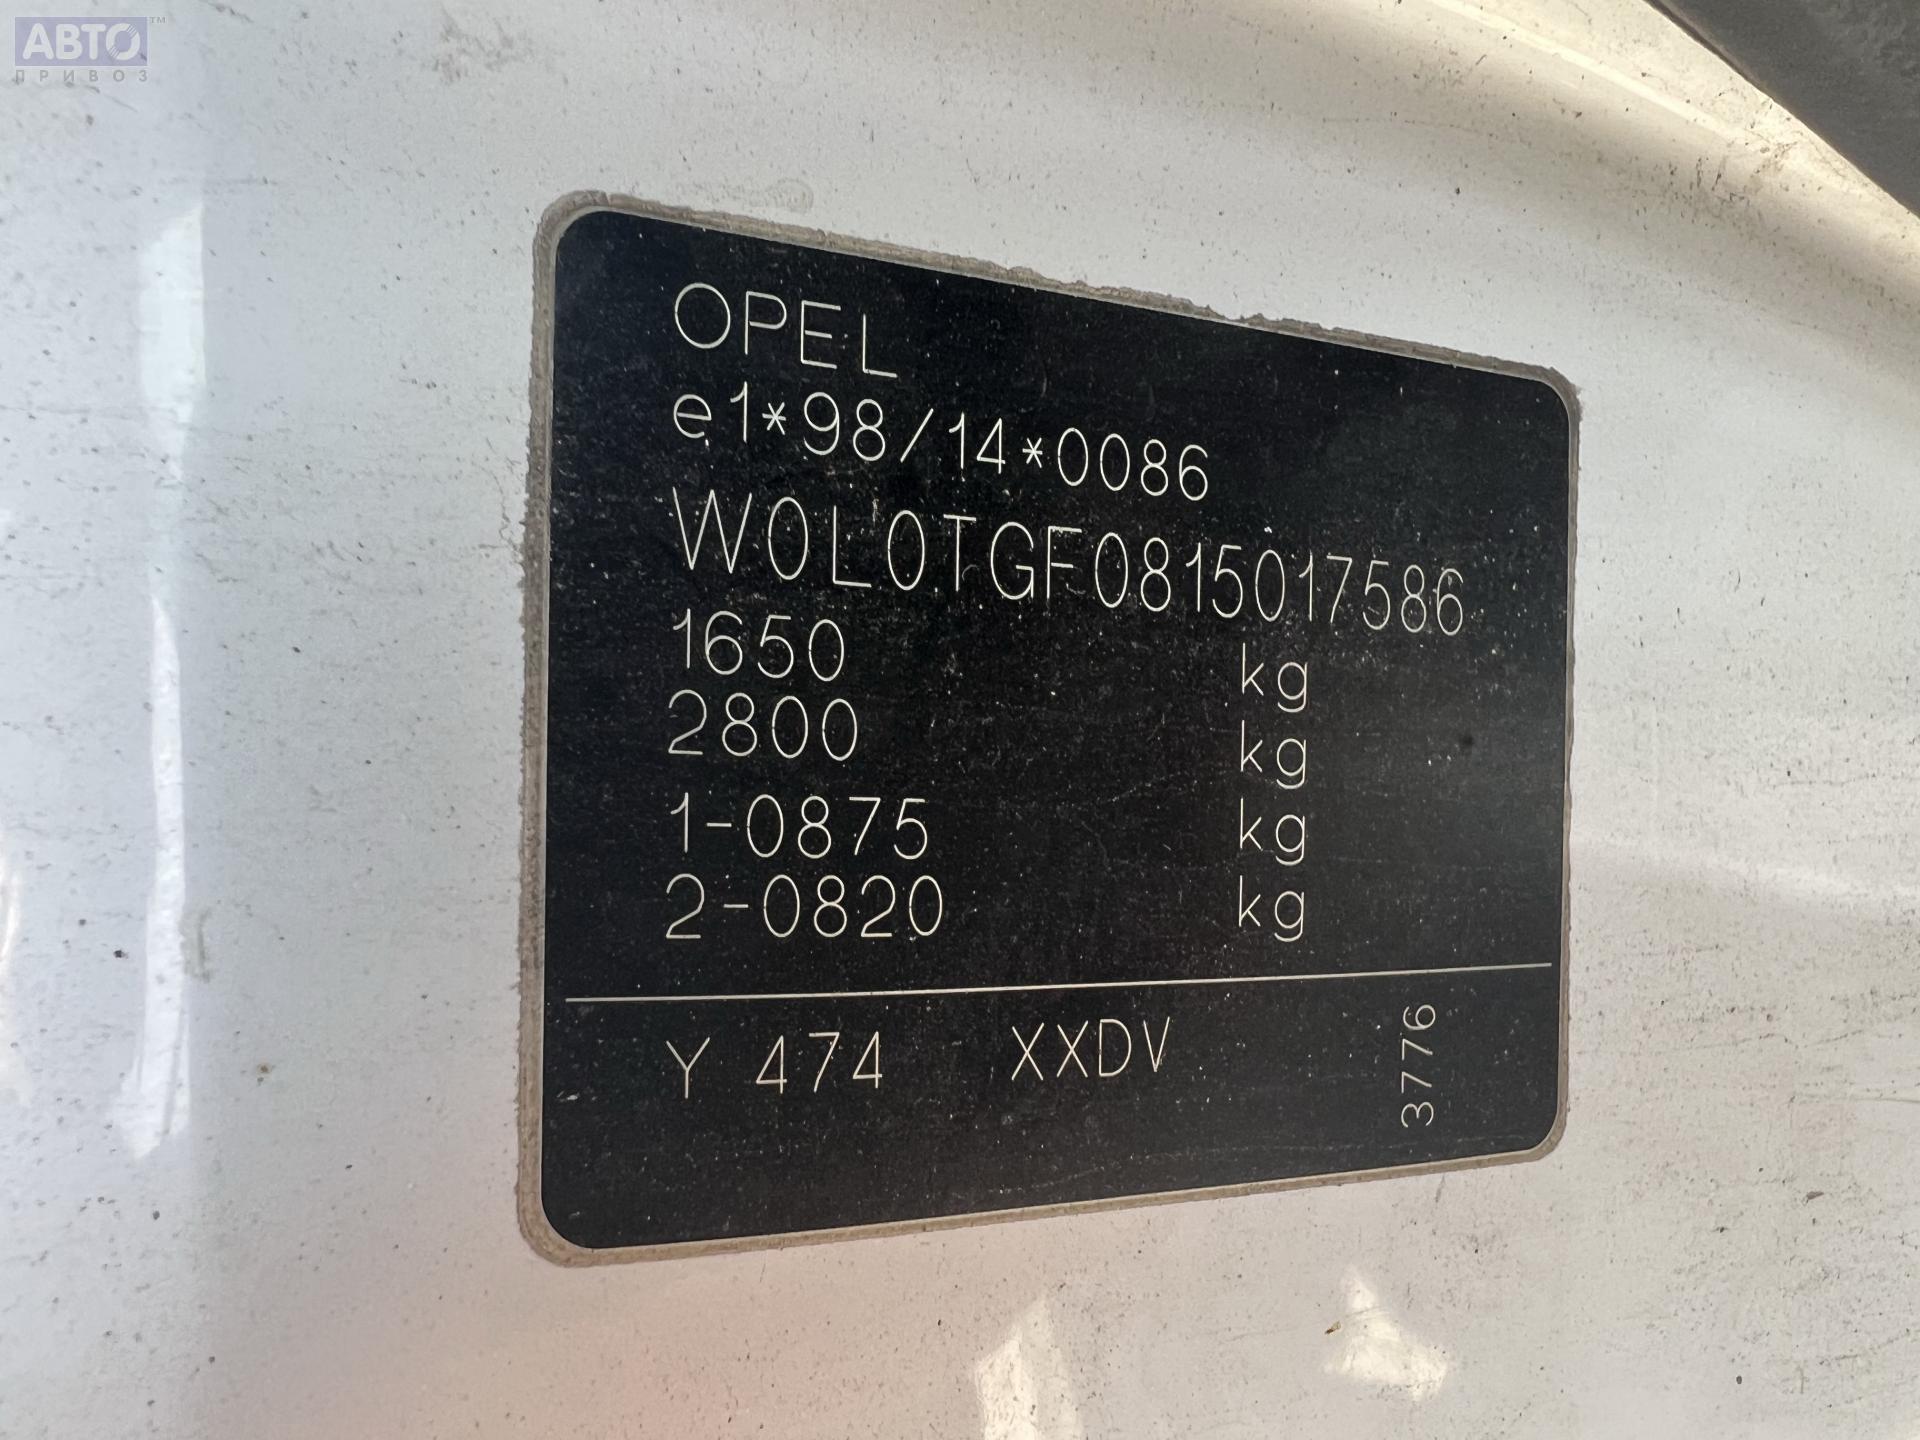 АВТО™
ПРИВОЗ
OPEL
e1*98/14*0086
W0L0TGF0815017586
1650 kg
2800 kg
1-0875 kg
2-0820 kg
Y 474 XXDV 3776